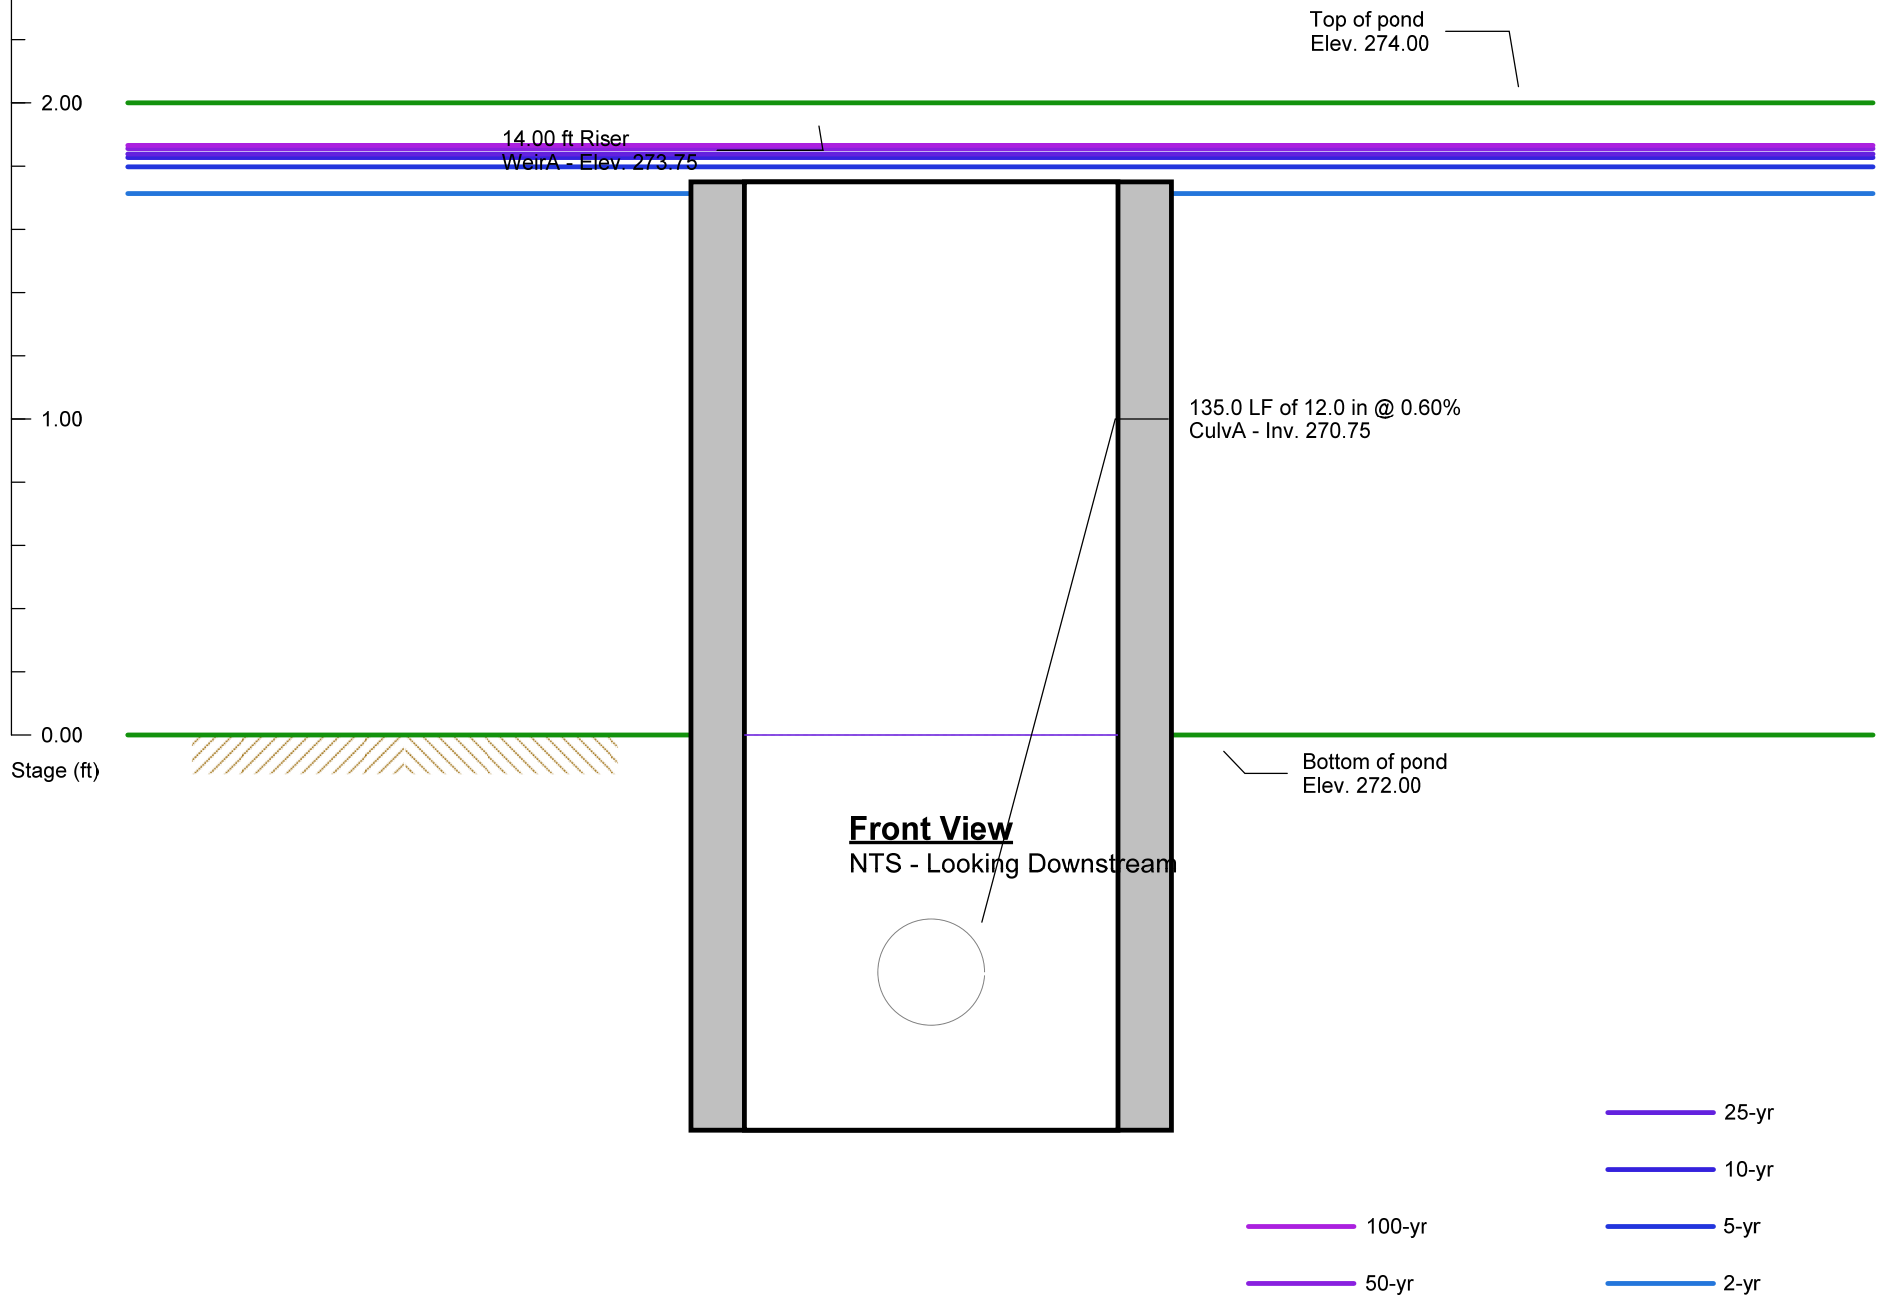 Top of pond
Elev. 274.00
2.00
14.00 ft Riser
WeirA - Elev. 273.75
1.00
135.0 LF of 12.0 in @ 0.60%
CulvA - Inv. 270.75
0.00
Stage (ft)
Bottom of pond
Elev. 272.00
Front View
NTS - Looking Downstream
25-yr
10-yr
100-yr
5-yr
50-yr
2-yr